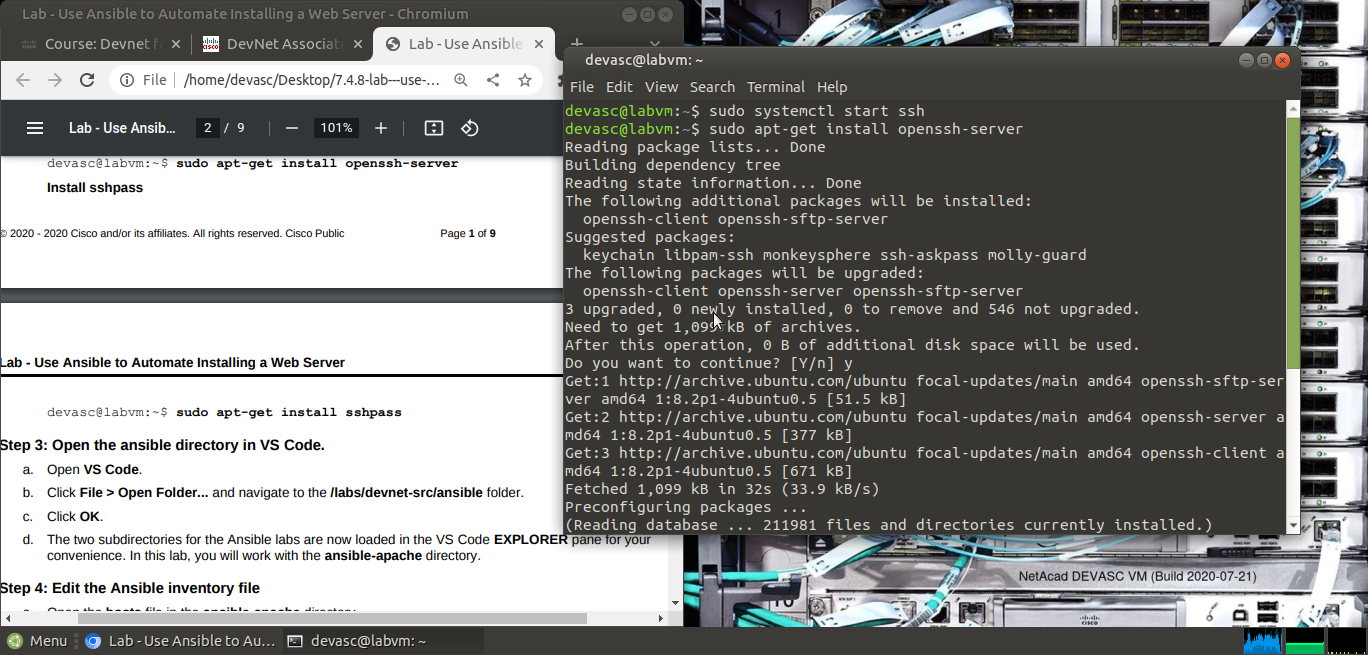 Lab - Use Ansible to Automate Installing a Web Server - Chromium
Course: Devnet f
DevNet Associat
Lab - Use Ansible
File
/home/devasc/Desktop/7.4.8-lab---use-...
Lab - Use Ansib...
2 / 9
101%
devasc@labvm:~$ sudo apt-get install openssh-server
Install sshpass
© 2020 - 2020 Cisco and/or its affiliates. All rights reserved. Cisco Public
Page 1 of 9
Lab - Use Ansible to Automate Installing a Web Server
devasc@labvm:~$ sudo apt-get install sshpass
Step 3: Open the ansible directory in VS Code.
a. Open VS Code.
b. Click File > Open Folder... and navigate to the /labs/devnet-src/ansible folder.
c. Click OK.
d. The two subdirectories for the Ansible labs are now loaded in the VS Code EXPLORER pane for your
convenience. In this lab, you will work with the ansible-apache directory.
Step 4: Edit the Ansible inventory file
a. Open the hosts file in the ansible-apache directory.
devasc@labvm: ~
File Edit View Search Terminal Help
devasc@labvm:~$ sudo systemctl start ssh
devasc@labvm:~$ sudo apt-get install openssh-server
Reading package lists... Done
Building dependency tree
Reading state information... Done
The following additional packages will be installed:
openssh-client openssh-sftp-server
Suggested packages:
keychain libpam-ssh monkeysphere ssh-askpass molly-guard
The following packages will be upgraded:
openssh-client openssh-server openssh-sftp-server
3 upgraded, 0 newly installed, 0 to remove and 546 not upgraded.
Need to get 1,099 kB of archives.
After this operation, 0 B of additional disk space will be used.
Do you want to continue? [Y/n] y
Get:1 http://archive.ubuntu.com/ubuntu focal-updates/main amd64 openssh-sftp-ser
ver amd64 1:8.2p1-4ubuntu0.5 [51.5 kB]
Get:2 http://archive.ubuntu.com/ubuntu focal-updates/main amd64 openssh-server a
md64 1:8.2p1-4ubuntu0.5 [377 kB]
Get:3 http://archive.ubuntu.com/ubuntu focal-updates/main amd64 openssh-client a
md64 1:8.2p1-4ubuntu0.5 [671 kB]
Fetched 1,099 kB in 32s (33.9 kB/s)
Preconfiguring packages ...
(Reading database ... 211981 files and directories currently installed.)
NetAcad DEVASC VM (Build 2020-07-21)
cisco
Menu
Lab - Use Ansible to Au...
devasc@labvm: ~